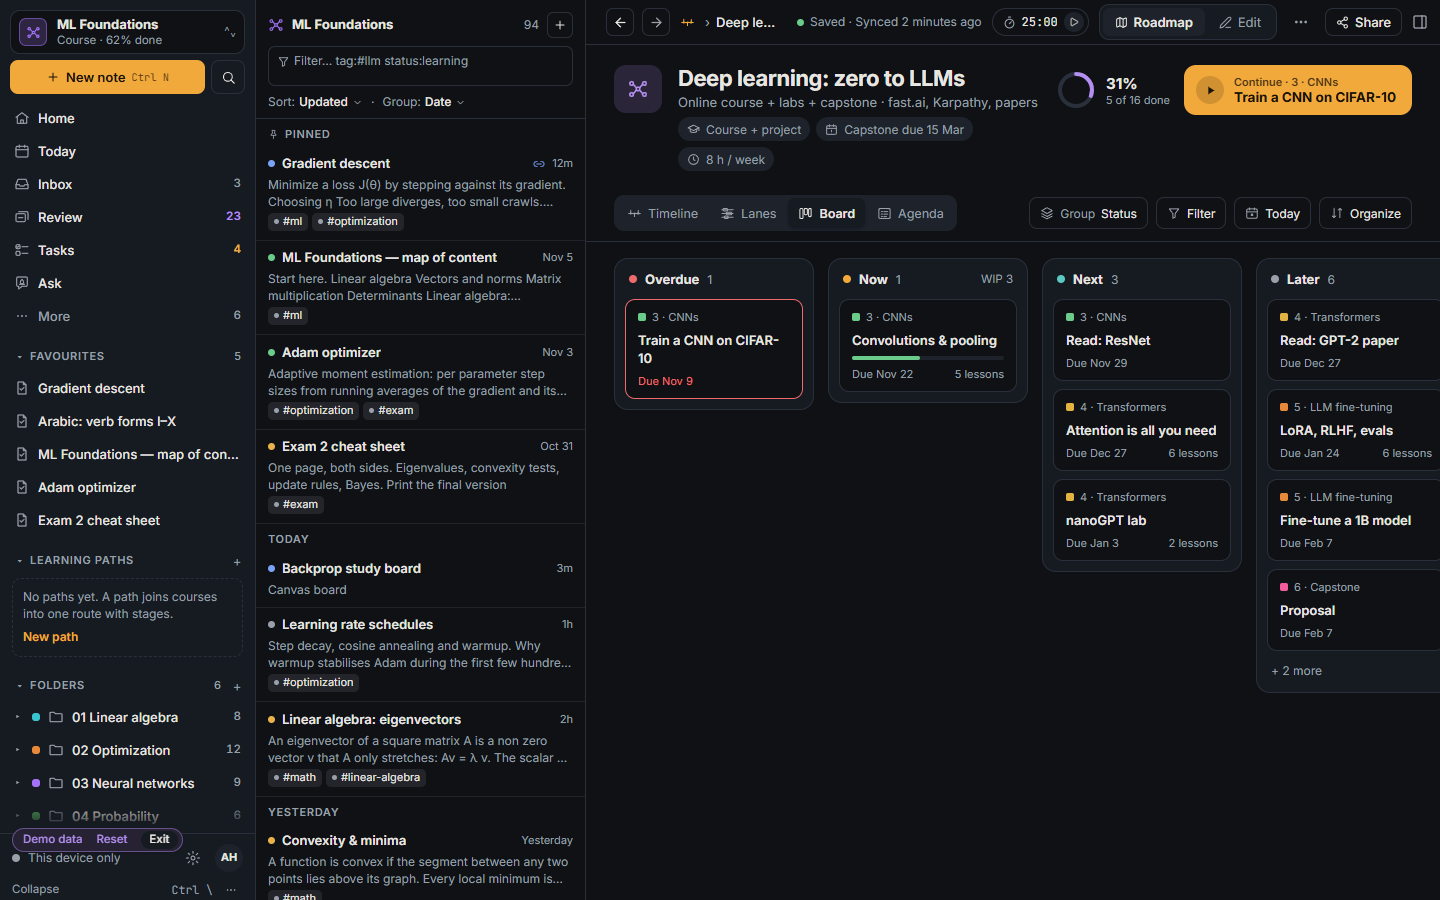 ML Foundations
Course · 62% done
+ New note Ctrl N
Home
Today
Inbox 3
Review 23
Tasks 4
Ask
More 6
FAVOURITES 5
Gradient descent
Arabic: verb forms I–X
ML Foundations — map of con...
Adam optimizer
Exam 2 cheat sheet
LEARNING PATHS +
No paths yet. A path joins courses
into one route with stages.
New path
FOLDERS 6 +
01 Linear algebra 8
02 Optimization 12
03 Neural networks 9
04 Probability 6
Demo data Reset Exit
This device only AH
Collapse Ctrl \ ...
ML Foundations 94 +
Filter... tag:#llm status:learning
Sort: Updated · Group: Date
PINNED
Gradient descent 12m
Minimize a loss J(θ) by stepping against its gradient.
Choosing η Too large diverges, too small crawls....
#ml #optimization
ML Foundations — map of content Nov 5
Start here. Linear algebra Vectors and norms Matrix
multiplication Determinants Linear algebra:...
#ml
Adam optimizer Nov 3
Adaptive moment estimation: per parameter step
sizes from running averages of the gradient and its...
#optimization #exam
Exam 2 cheat sheet Oct 31
One page, both sides. Eigenvalues, convexity tests,
update rules, Bayes. Print the final version
#exam
TODAY
Backprop study board 3m
Canvas board
Learning rate schedules 1h
Step decay, cosine annealing and warmup. Why
warmup stabilises Adam during the first few hundre...
#optimization
Linear algebra: eigenvectors 2h
An eigenvector of a square matrix A is a non zero
vector v that A only stretches: Av = λ v. The scalar ...
#math #linear-algebra
YESTERDAY
Convexity & minima Yesterday
A function is convex if the segment between any two
points lies above its graph. Every local minimum is...
#math
› Deep le... Saved · Synced 2 minutes ago 25:00 Roadmap Edit ... Share
Deep learning: zero to LLMs
Online course + labs + capstone · fast.ai, Karpathy, papers
Course + project Capstone due 15 Mar
8 h / week
31%
5 of 16 done
Continue · 3 · CNNs
Train a CNN on CIFAR-10
Timeline Lanes Board Agenda
Group Status Filter Today Organize
Overdue 1
3 · CNNs
Train a CNN on CIFAR-
10
Due Nov 9
Now 1 WIP 3
3 · CNNs
Convolutions & pooling
Due Nov 22 5 lessons
Next 3
3 · CNNs
Read: ResNet
Due Nov 29
4 · Transformers
Attention is all you need
Due Dec 27 6 lessons
4 · Transformers
nanoGPT lab
Due Jan 3 2 lessons
Later 6
4 · Transformers
Read: GPT-2 paper
Due Dec 27
5 · LLM fine-tuning
LoRA, RLHF, evals
Due Jan 24 6 lessons
5 · LLM fine-tuning
Fine-tune a 1B model
Due Feb 7
6 · Capstone
Proposal
Due Feb 7
+ 2 more